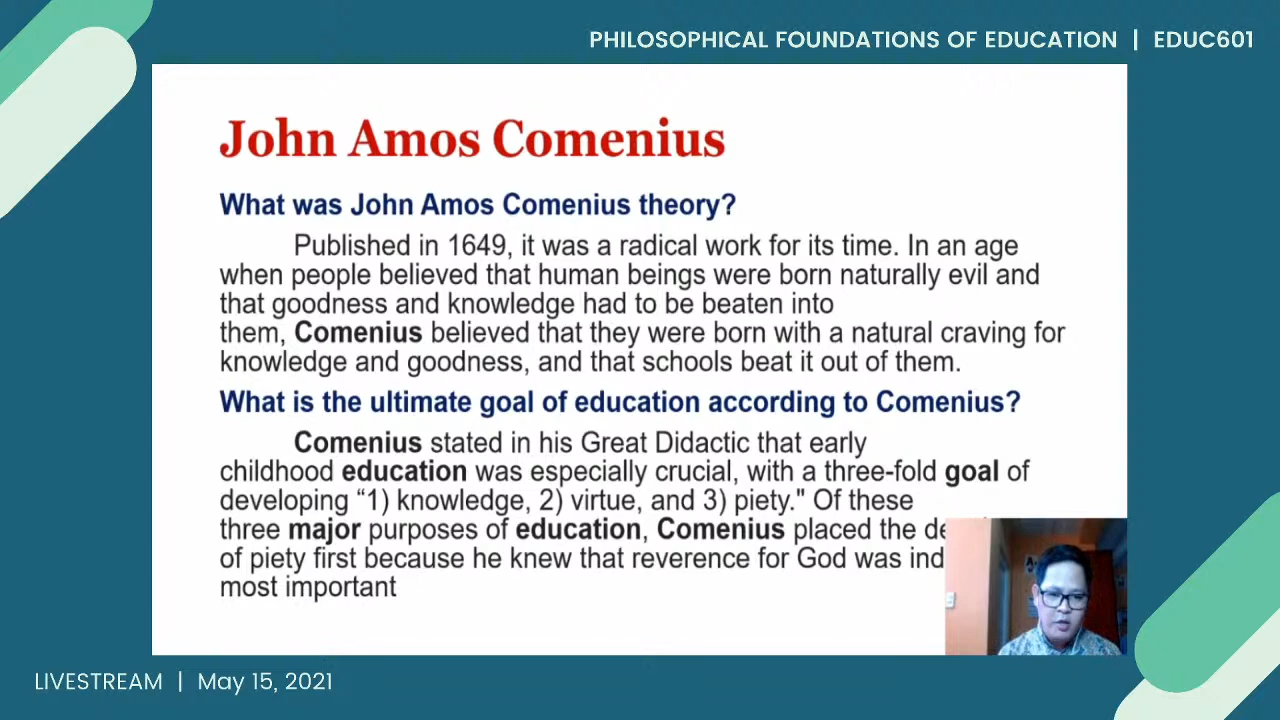 PHILOSOPHICAL FOUNDATIONS OF EDUCATION | EDUC601
John Amos Comenius
What was John Amos Comenius theory?
Published in 1649, it was a radical work for its time. In an age
when people believed that human beings were born naturally evil and
that goodness and knowledge had to be beaten into
them, Comenius believed that they were born with a natural craving for
knowledge and goodness, and that schools beat it out of them.
What is the ultimate goal of education according to Comenius?
Comenius stated in his Great Didactic that early
childhood education was especially crucial, with a three-fold goal of
developing “1) knowledge, 2) virtue, and 3) piety." Of these
three major purposes of education, Comenius placed the
of piety first because he knew that reverence for God was
most important
LIVESTREAM | May 15, 2021